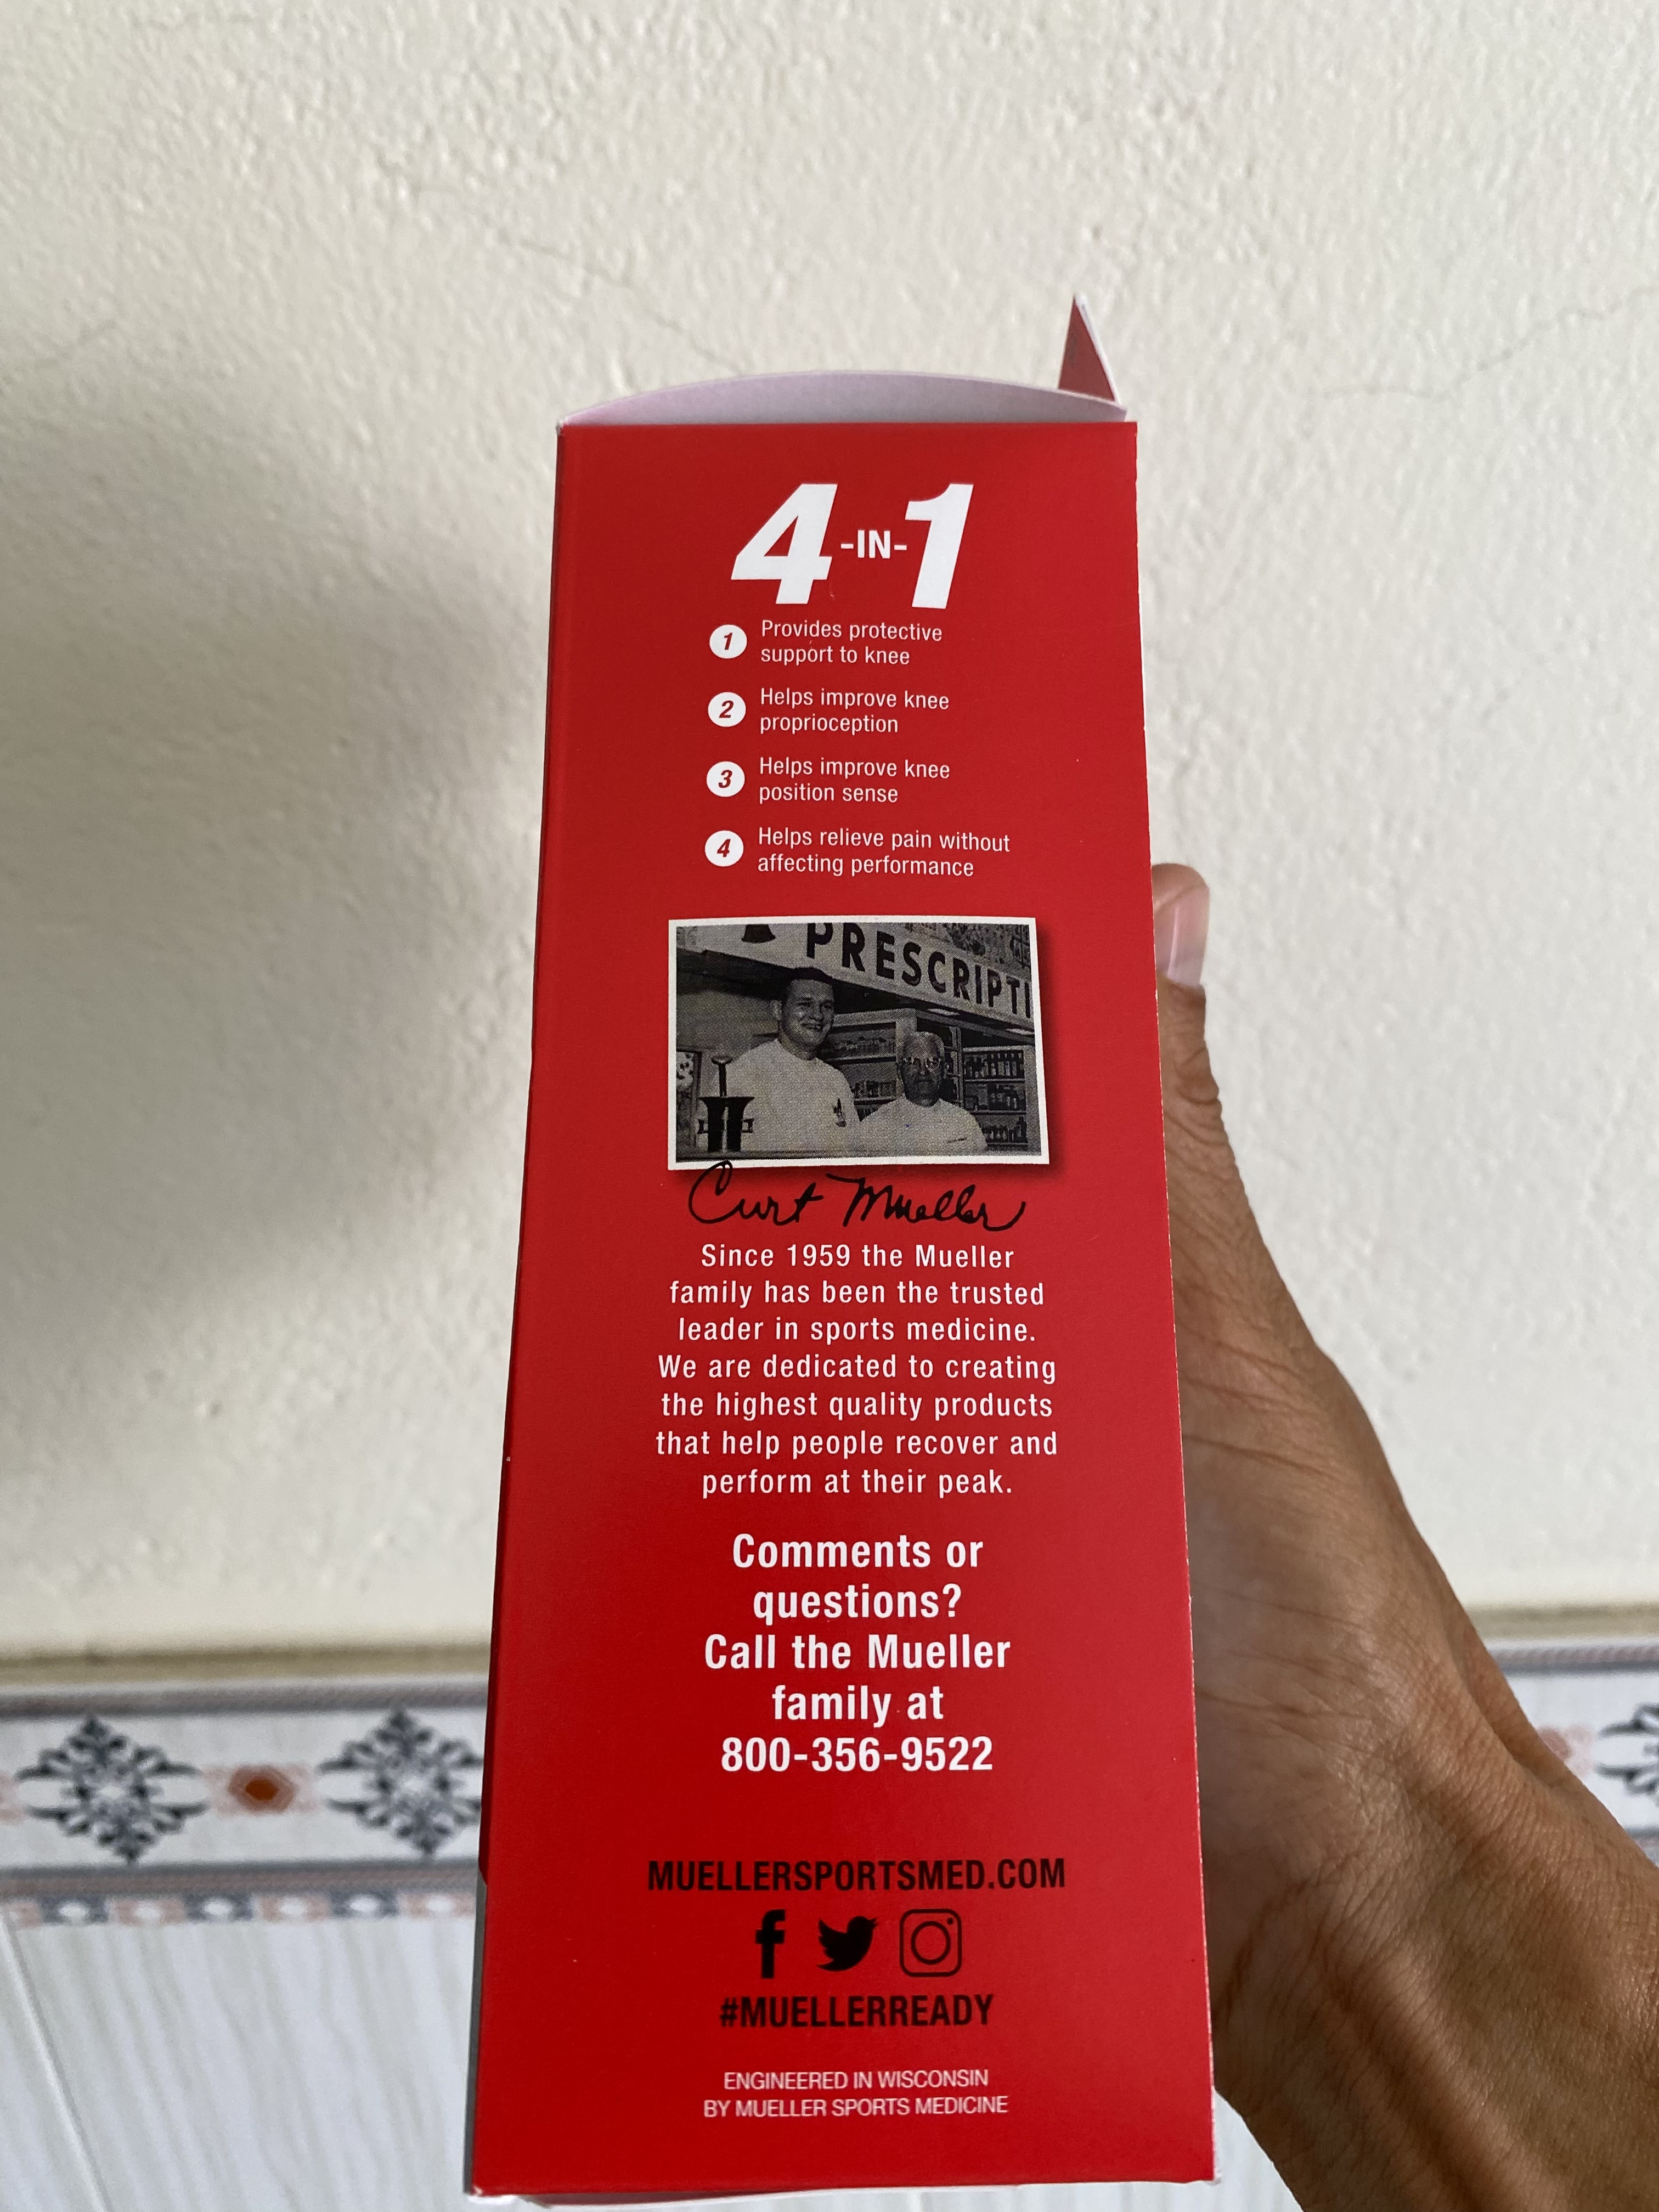 4-IN-1
1 Provides protective
support to knee
2 Helps improve knee
proprioception
3 Helps improve knee
position sense
4 Helps relieve pain without
affecting performance
PRESCRIPTI
Curt Mueller
Since 1959 the Mueller
family has been the trusted
leader in sports medicine.
We are dedicated to creating
the highest quality products
that help people recover and
perform at their peak.
Comments or
questions?
Call the Mueller
family at
800-356-9522
MUELLERSPORTSMED.COM
#MUELLERREADY
ENGINEERED IN WISCONSIN
BY MUELLER SPORTS MEDICINE